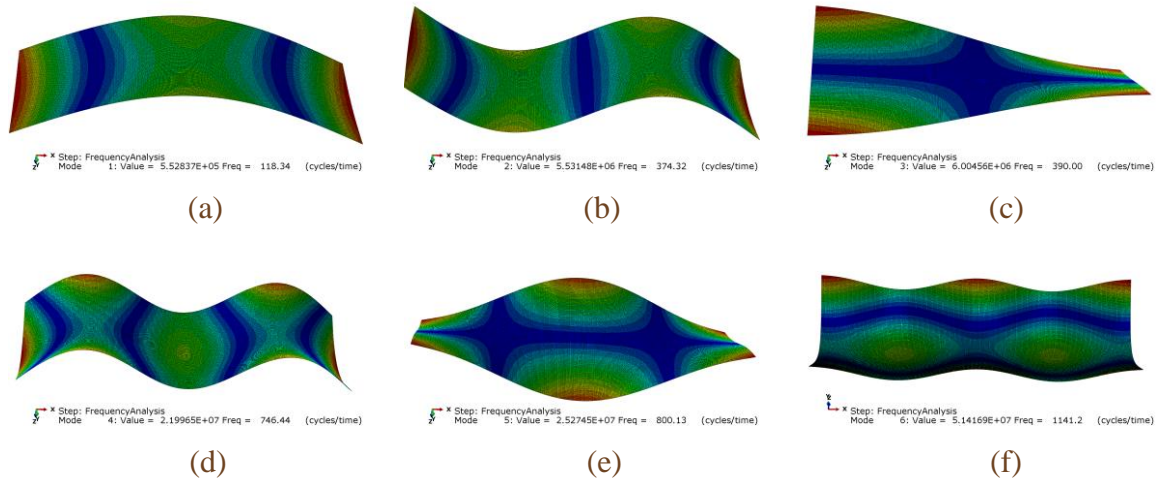 X Step: FrequencyAnalysis
Z Y Mode 1: Value = 5.52837E+05 Freq = 118.34 (cycles/time)
X Step: FrequencyAnalysis
Z Y Mode 2: Value = 5.53148E+06 Freq = 374.32 (cycles/time)
X Step: FrequencyAnalysis
Z Y Mode 3: Value = 6.00456E+06 Freq = 390.00 (cycles/time)
(a)
(b)
(c)
X Step: FrequencyAnalysis
Z Y Mode 4: Value = 2.19965E+07 Freq = 746.44 (cycles/time)
X Step: FrequencyAnalysis
Z Y Mode 5: Value = 2.52745E+07 Freq = 800.13 (cycles/time)
X Step: FrequencyAnalysis
Mode 6: Value = 5.14169E+07 Freq = 1141.2 (cycles/time)
(d)
(e)
(f)